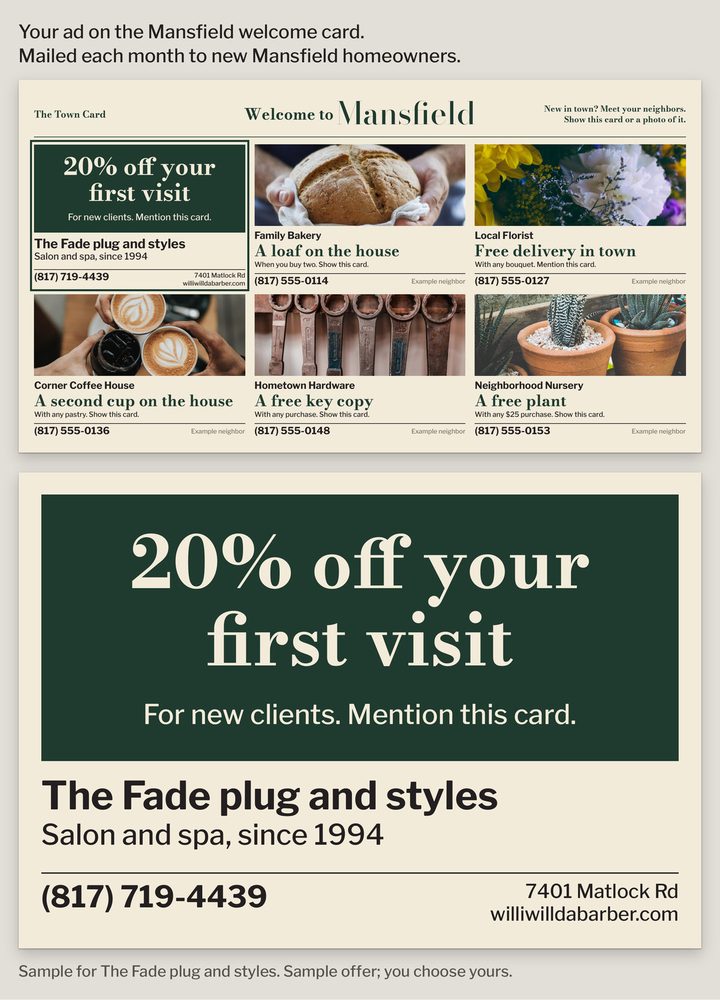 Your ad on the Mansfield welcome card.
Mailed each month to new Mansfield homeowners.
The Town Card
Welcome to Mansfield
New in town? Meet your neighbors.
Show this card or a photo of it.
20% off your
first visit
For new clients. Mention this card.
The Fade plug and styles
Salon and spa, since 1994
(817) 719-4439
7401 Matlock Rd
williwilldabarber.com
Family Bakery
A loaf on the house
When you buy two. Show this card.
(817) 555-0114
Example neighbor
Local Florist
Free delivery in town
With any bouquet. Mention this card.
(817) 555-0127
Example neighbor
Corner Coffee House
A second cup on the house
With any pastry. Show this card.
(817) 555-0136
Example neighbor
Hometown Hardware
A free key copy
With any purchase. Show this card.
(817) 555-0148
Example neighbor
Neighborhood Nursery
A free plant
With any $25 purchase. Show this card.
(817) 555-0153
Example neighbor
20% off your
first visit
For new clients. Mention this card.
The Fade plug and styles
Salon and spa, since 1994
(817) 719-4439
7401 Matlock Rd
williwilldabarber.com
Sample for The Fade plug and styles. Sample offer; you choose yours.